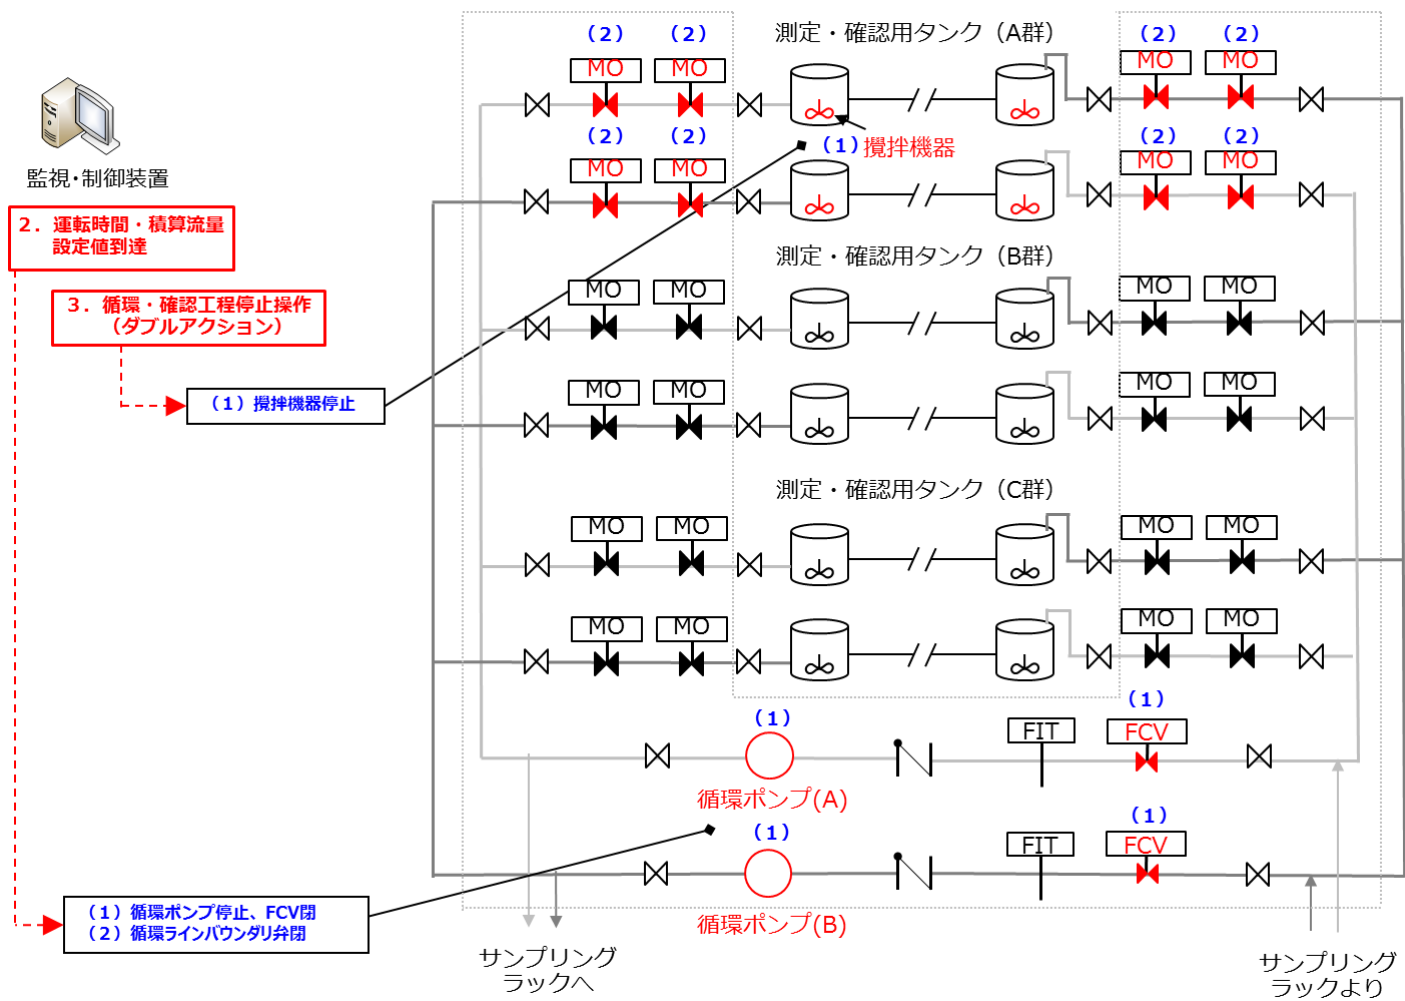 測定・確認用タンク（A群）
（2） （2） （2） （2）
MO MO MO MO
（2） （2） （1）攪拌機器 （2） （2）
MO MO MO MO
監視・制御装置
２．運転時間・積算流量
設定値到達
測定・確認用タンク（B群）
MO MO MO MO
３．循環・確認工程停止操作
（ダブルアクション）
MO MO MO MO
（1）攪拌機器停止
測定・確認用タンク（C群）
MO MO MO MO
MO MO MO MO
（1） （1）
FIT FCV
循環ポンプ(A)
（1） （1）
FIT FCV
循環ポンプ(B)
（1）循環ポンプ停止、FCV閉
（2）循環ラインバウンダリ弁閉
サンプリング
ラックへ
サンプリング
ラックより